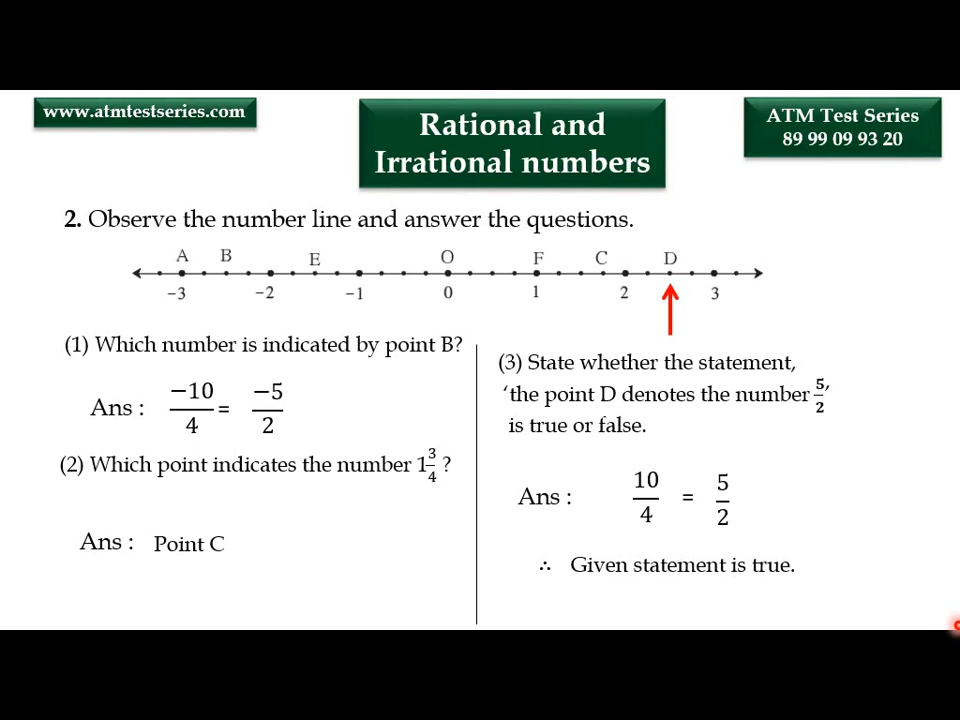 www.atmtestseries.com
Rational and
Irrational numbers
ATM Test Series
89 99 09 93 20
2. Observe the number line and answer the questions.
A B E O F C D
−3 −2 −1 0 1 2 3
(1) Which number is indicated by point B?
Ans : −10/4 = −5/2
(2) Which point indicates the number 1 3/4 ?
Ans : Point C
(3) State whether the statement,
‘the point D denotes the number 5/2’
is true or false.
Ans : 10/4 = 5/2
∴ Given statement is true.